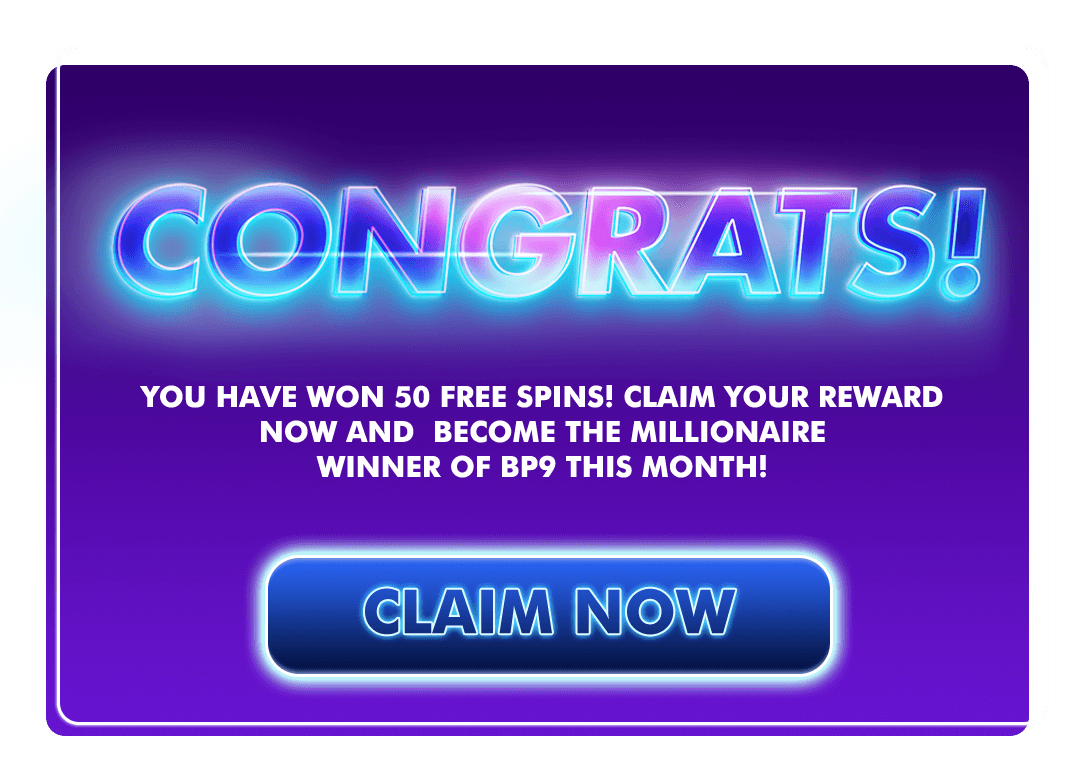 CONGRATS!
YOU HAVE WON 50 FREE SPINS! CLAIM YOUR REWARD
NOW AND BECOME THE MILLIONAIRE
WINNER OF BP9 THIS MONTH!
CLAIM NOW